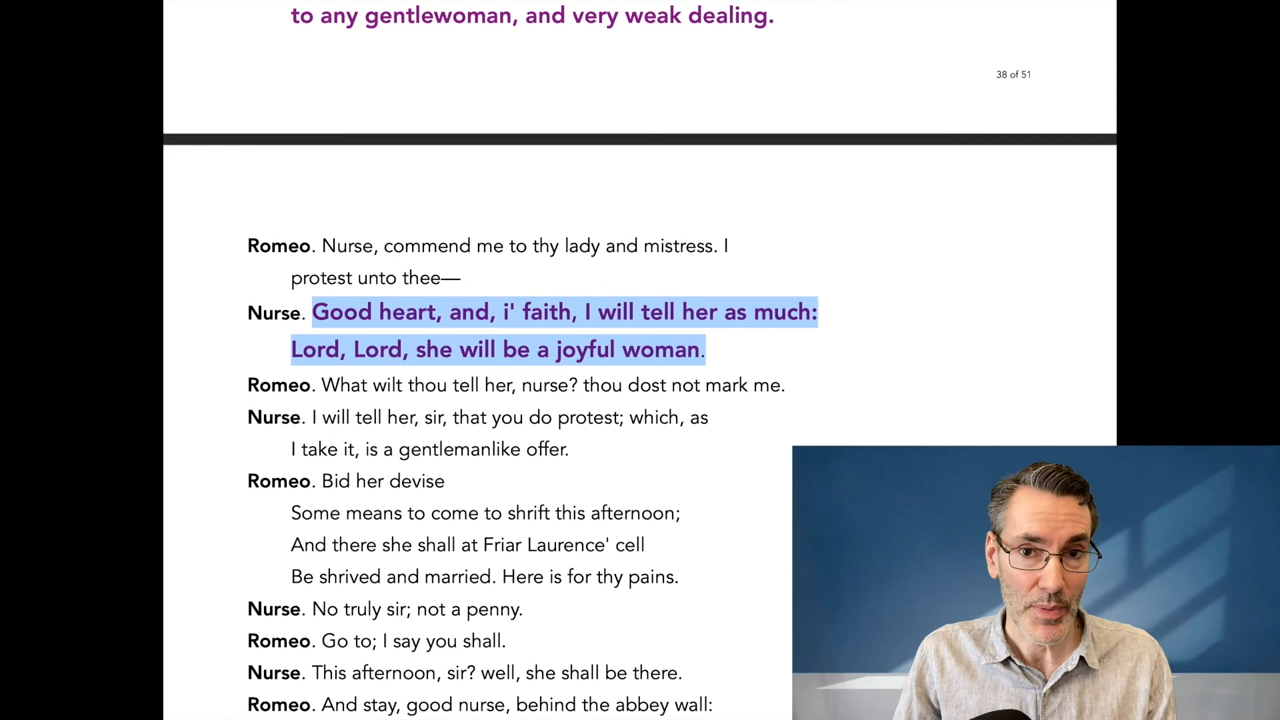 to any gentlewoman, and very weak dealing.
38 of 51
Romeo. Nurse, commend me to thy lady and mistress. I
protest unto thee—
Nurse. Good heart, and, i' faith, I will tell her as much:
Lord, Lord, she will be a joyful woman.
Romeo. What wilt thou tell her, nurse? thou dost not mark me.
Nurse. I will tell her, sir, that you do protest; which, as
I take it, is a gentlemanlike offer.
Romeo. Bid her devise
Some means to come to shrift this afternoon;
And there she shall at Friar Laurence' cell
Be shrived and married. Here is for thy pains.
Nurse. No truly sir; not a penny.
Romeo. Go to; I say you shall.
Nurse. This afternoon, sir? well, she shall be there.
Romeo. And stay, good nurse, behind the abbey wall: